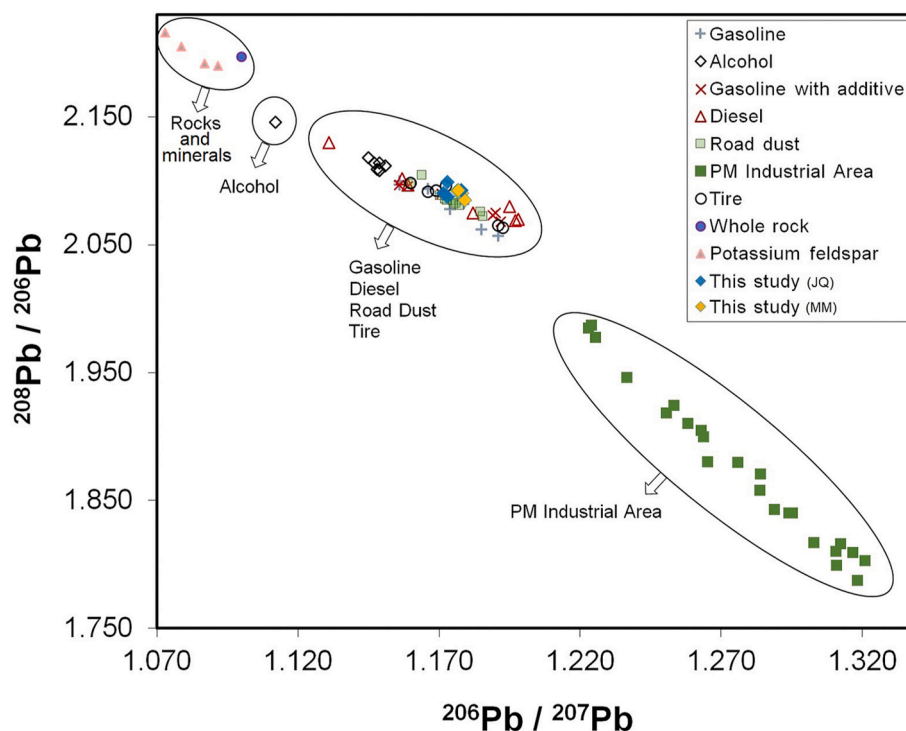 Gasoline
Alcohol
Gasoline with additive
Diesel
Road dust
PM Industrial Area
Tire
Whole rock
Potassium feldspar
This study (JQ)
This study (MM)
Rocks
and
minerals
Alcohol
Gasoline
Diesel
Road Dust
Tire
PM Industrial Area
2.150
2.050
1.950
1.850
1.750
²⁰⁸Pb / ²⁰⁶Pb
1.070 1.120 1.170 1.220 1.270 1.320
²⁰⁶Pb / ²⁰⁷Pb